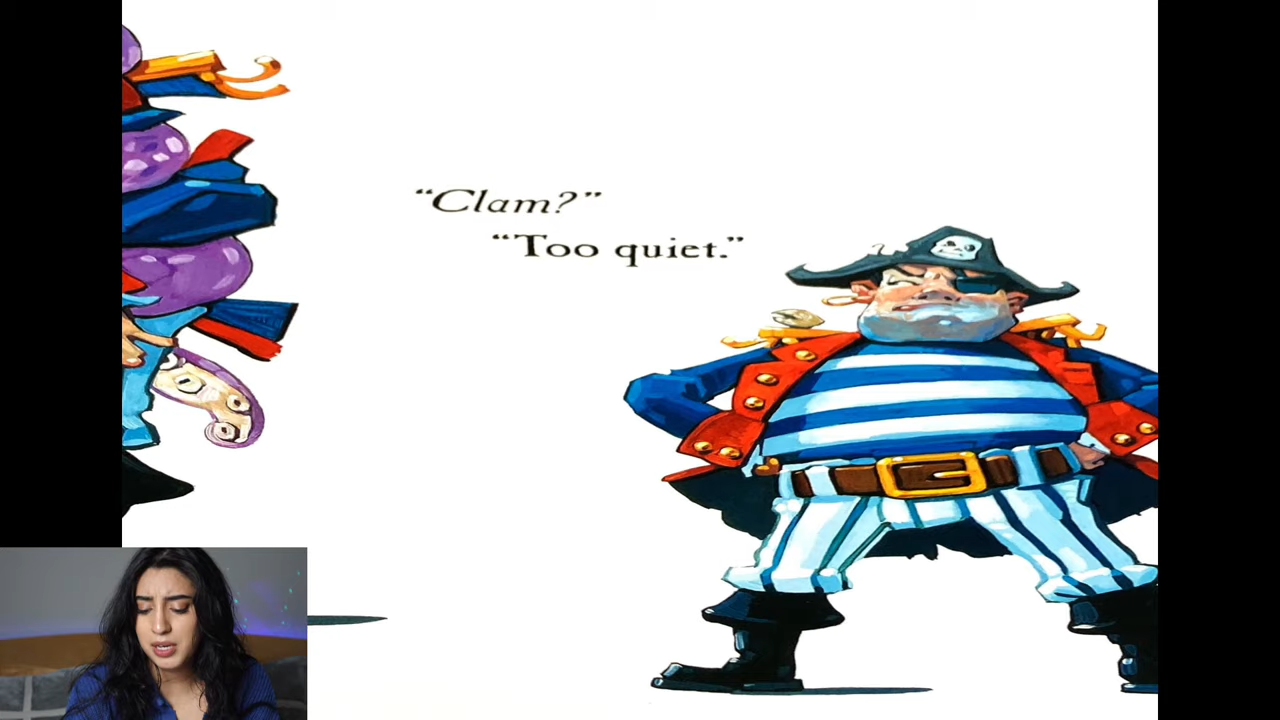 “Clam?”
“Too quiet.”